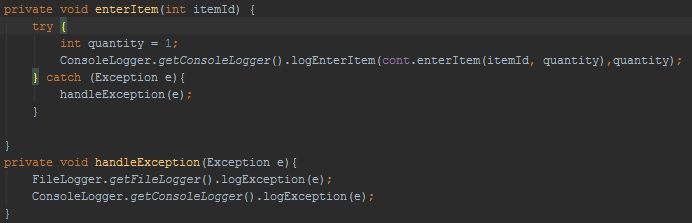 private void enterItem(int itemId) {
try {
int quantity = 1;
ConsoleLogger.getConsoleLogger().logEnterItem(cont.enterItem(itemId, quantity),quantity);
} catch (Exception e){
handleException(e);
}
}
private void handleException(Exception e){
FileLogger.getFileLogger().logException(e);
ConsoleLogger.getConsoleLogger().logException(e);
}